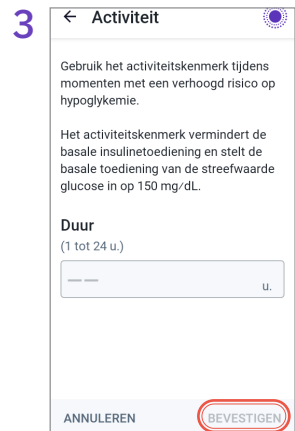 3
← Activiteit
Gebruik het activiteitskenmerk tijdens
momenten met een verhoogd risico op
hypoglykemie.
Het activiteitskenmerk vermindert de
basale insulinetoediening en stelt de
basale toediening van de streefwaarde
glucose in op 150 mg/dL.
Duur
(1 tot 24 u.)
—— u.
ANNULEREN BEVESTIGEN